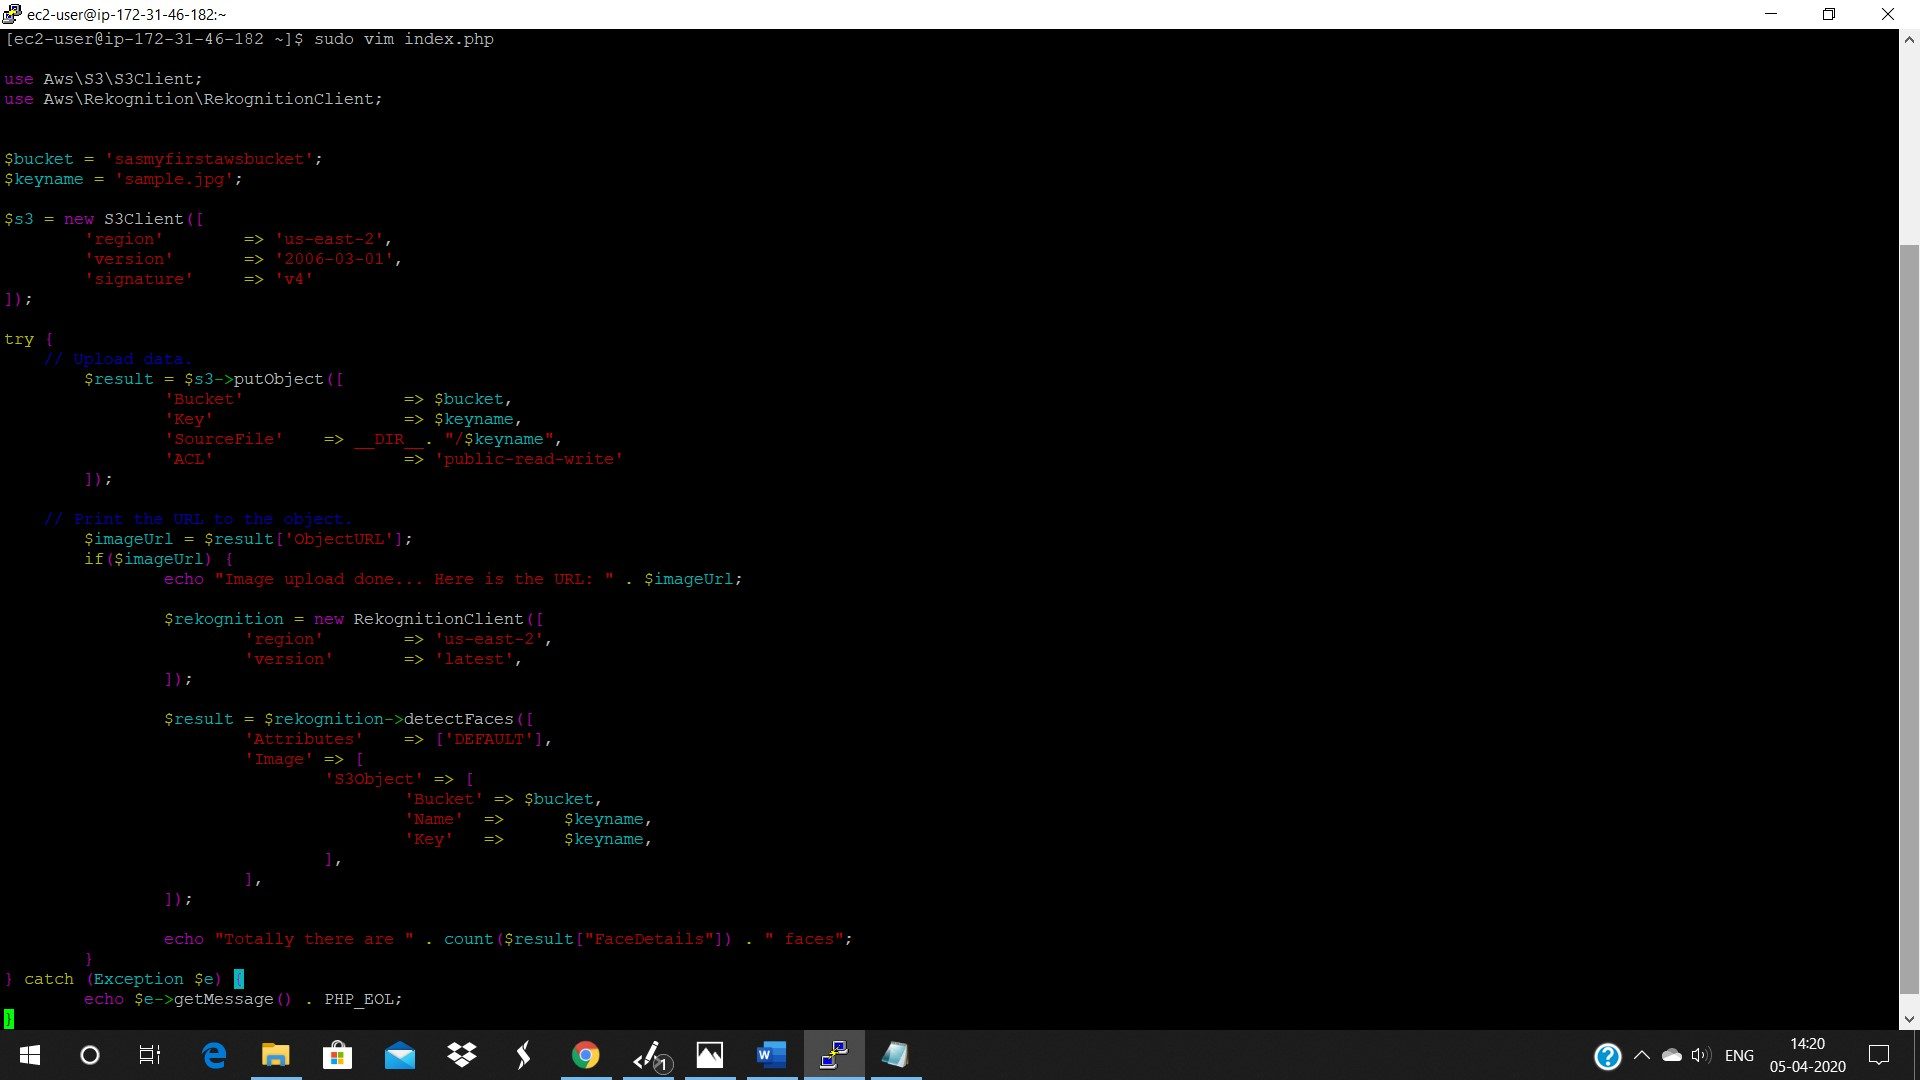 ec2-user@ip-172-31-46-182:~
[ec2-user@ip-172-31-46-182 ~]$ sudo vim index.php
use Aws\S3\S3Client;
use Aws\Rekognition\RekognitionClient;
$bucket = 'sasmyfirstawsbucket';
$keyname = 'sample.jpg';
$s3 = new S3Client([
'region' => 'us-east-2',
'version' => '2006-03-01',
'signature' => 'v4'
]);
try {
// Upload data.
$result = $s3->putObject([
'Bucket' => $bucket,
'Key' => $keyname,
'SourceFile' => __DIR__. "/$keyname",
'ACL' => 'public-read-write'
]);
// Print the URL to the object.
$imageUrl = $result['ObjectURL'];
if($imageUrl) {
echo "Image upload done... Here is the URL: " . $imageUrl;
$rekognition = new RekognitionClient([
'region' => 'us-east-2',
'version' => 'latest',
]);
$result = $rekognition->detectFaces([
'Attributes' => ['DEFAULT'],
'Image' => [
'S3Object' => [
'Bucket' => $bucket,
'Name' => $keyname,
'Key' => $keyname,
],
],
]);
echo "Totally there are " . count($result["FaceDetails"]) . " faces";
}
} catch (Exception $e) {
echo $e->getMessage() . PHP_EOL;
}
1
ENG
14:20
05-04-2020